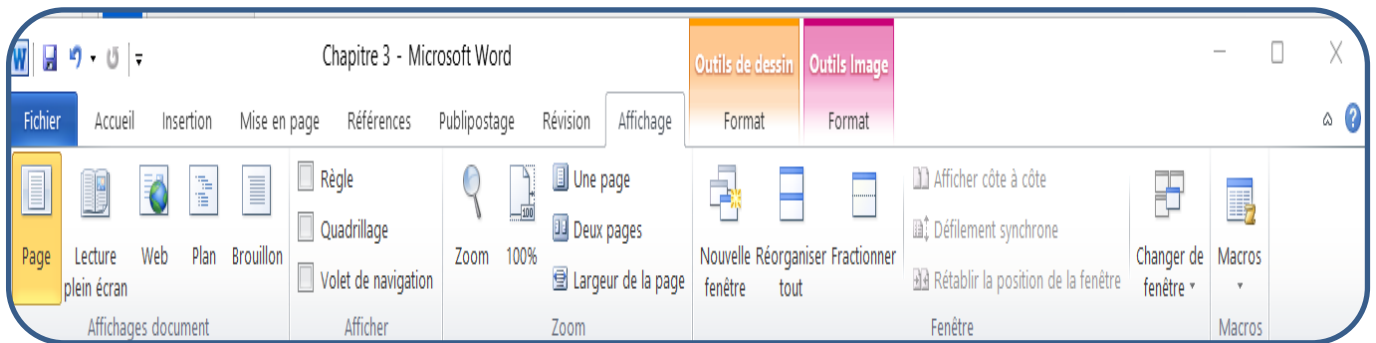 Chapitre 3 - Microsoft Word
Outils de dessin Outils Image
Fichier Accueil Insertion Mise en page Références Publipostage Révision Affichage Format Format
Règle
Quadrillage
Volet de navigation
Page
Lecture plein écran
Web
Plan
Brouillon
Affichages document
Afficher
Zoom
100%
Une page
Deux pages
Largeur de la page
Zoom
Nouvelle fenêtre
Réorganiser tout
Fractionner
Afficher côte à côte
Défilement synchrone
Rétablir la position de la fenêtre
Changer de fenêtre
Fenêtre
Macros
Macros